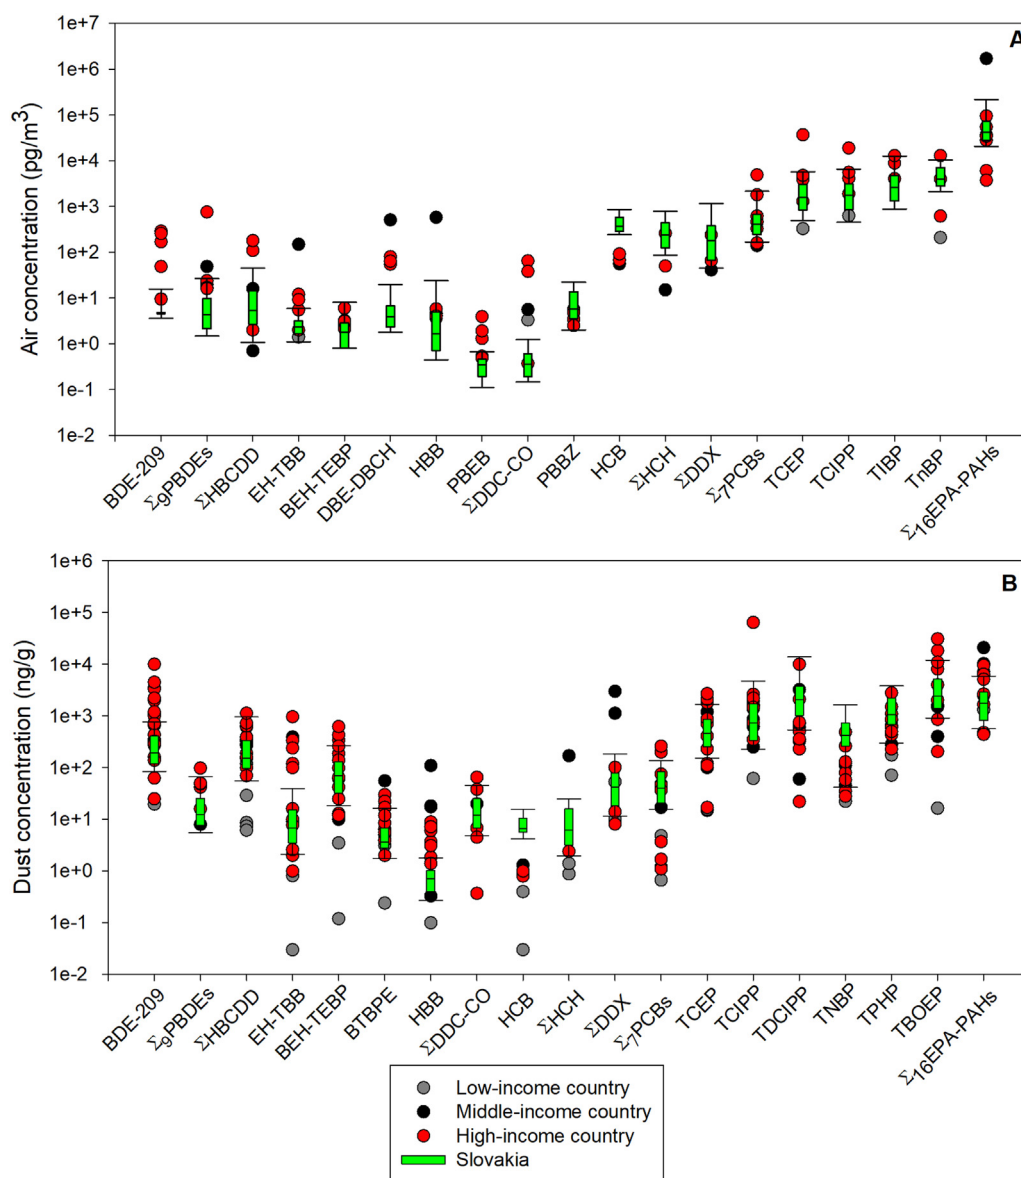 A
Air concentration (pg/m³)
1e+7
1e+6
1e+5
1e+4
1e+3
1e+2
1e+1
1e+0
1e-1
1e-2
BDE-209
Σ₉PBDEs
ΣHBCDD
EH-TBB
BEH-TEBP
DBE-DBCH
HBB
PBEB
ΣDDC-CO
PBBZ
HCB
ΣHCH
ΣDDX
Σ₇PCBs
TCEP
TCIPP
TIBP
TnBP
Σ₁₆EPA-PAHs
B
Dust concentration (ng/g)
1e+6
1e+5
1e+4
1e+3
1e+2
1e+1
1e+0
1e-1
1e-2
BDE-209
Σ₉PBDEs
ΣHBCDD
EH-TBB
BEH-TEBP
BTBPE
HBB
ΣDDC-CO
HCB
ΣHCH
ΣDDX
Σ₇PCBs
TCEP
TCIPP
TDCIPP
TNBP
TPHP
TBOEP
Σ₁₆EPA-PAHs
Low-income country
Middle-income country
High-income country
Slovakia